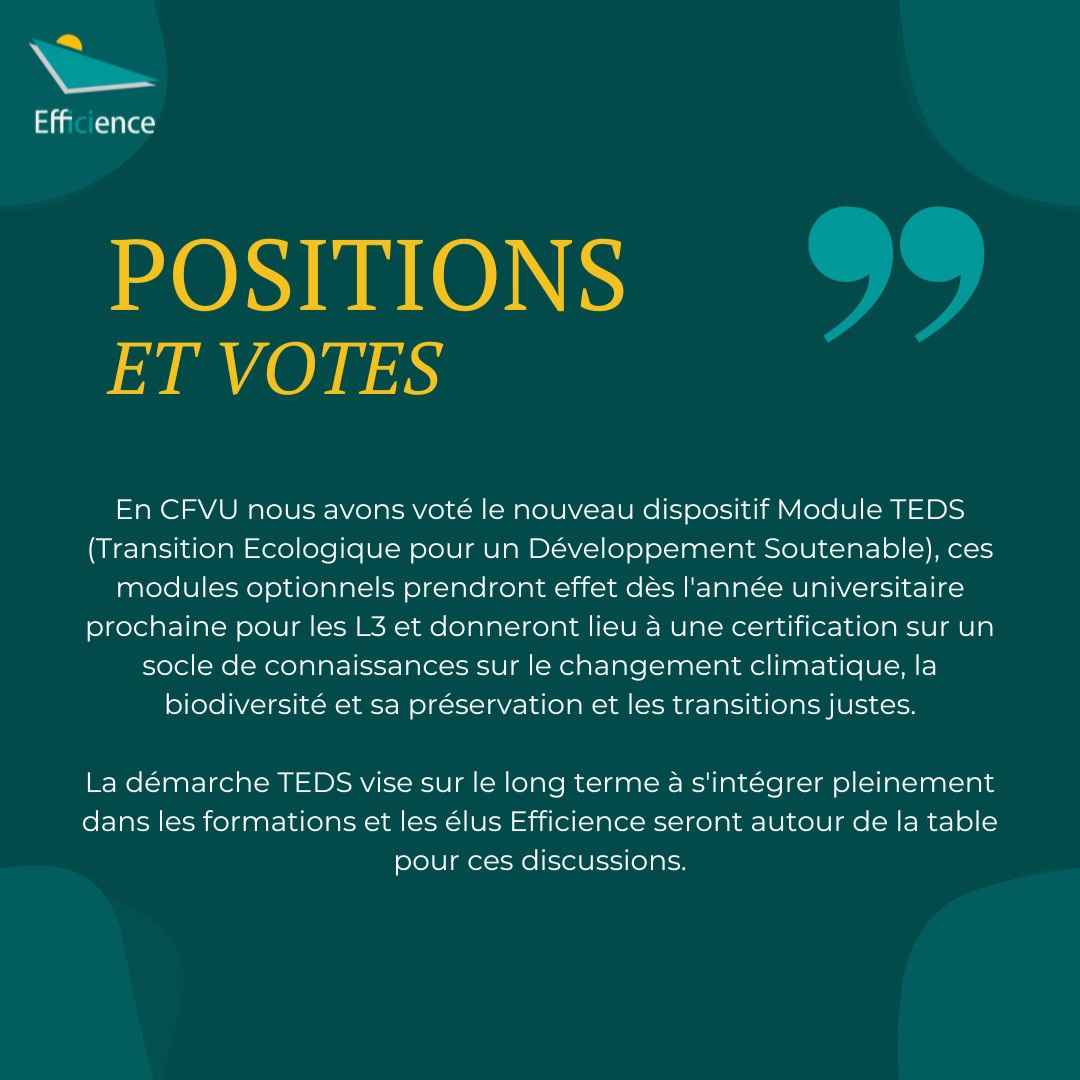 Efficience
POSITIONS
ET VOTES
En CFVU nous avons voté le nouveau dispositif Module TEDS
(Transition Ecologique pour un Développement Soutenable), ces
modules optionnels prendront effet dès l'année universitaire
prochaine pour les L3 et donneront lieu à une certification sur un
socle de connaissances sur le changement climatique, la
biodiversité et sa préservation et les transitions justes.
La démarche TEDS vise sur le long terme à s'intégrer pleinement
dans les formations et les élus Efficience seront autour de la table
pour ces discussions.